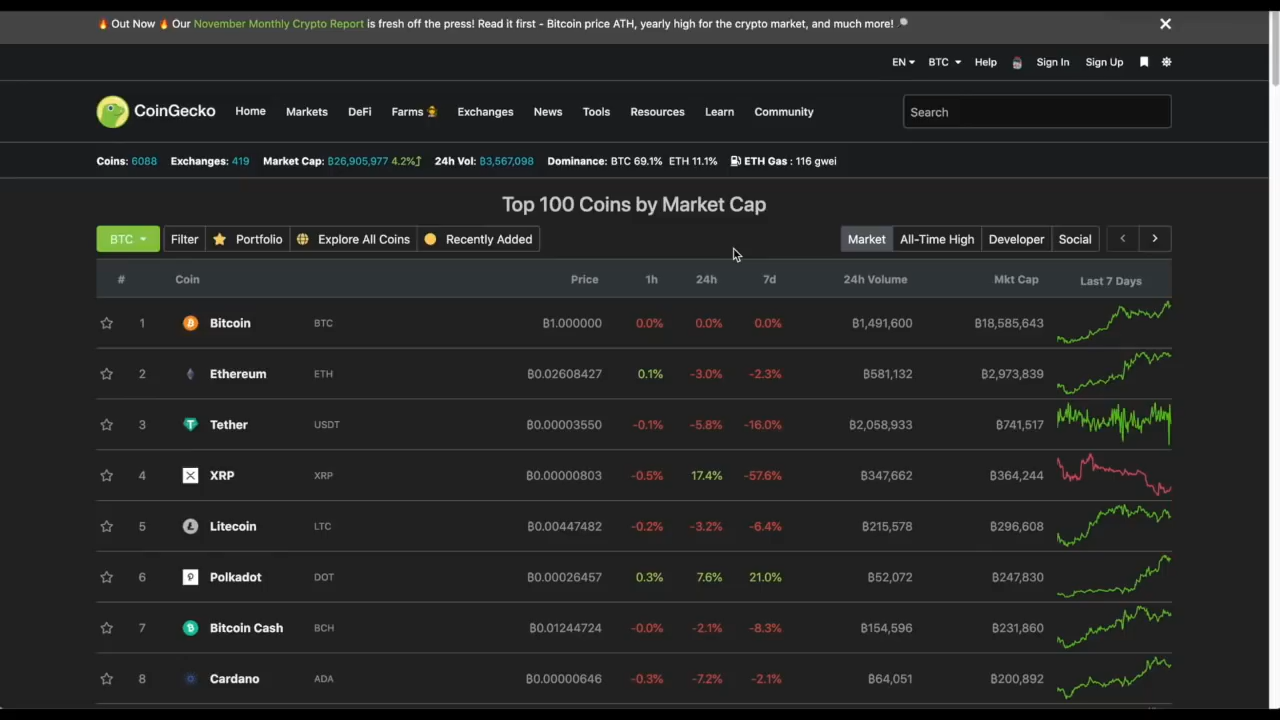 Out Now Our November Monthly Crypto Report is fresh off the press! Read it first - Bitcoin price ATH, yearly high for the crypto market, and much more!
EN BTC Help Sign In Sign Up
CoinGecko Home Markets DeFi Farms Exchanges News Tools Resources Learn Community Search
Coins: 6088 Exchanges: 419 Market Cap: ₿26,905,977 4.2% 24h Vol: ₿3,567,098 Dominance: BTC 69.1% ETH 11.1% ETH Gas : 116 gwei
Top 100 Coins by Market Cap
BTC Filter Portfolio Explore All Coins Recently Added Market All-Time High Developer Social
# Coin Price 1h 24h 7d 24h Volume Mkt Cap Last 7 Days
1 Bitcoin BTC ₿1.000000 0.0% 0.0% 0.0% ₿1,491,600 ₿18,585,643
2 Ethereum ETH ₿0.02608427 0.1% -3.0% -2.3% ₿581,132 ₿2,973,839
3 Tether USDT ₿0.00003550 -0.1% -5.8% -16.0% ₿2,058,933 ₿741,517
4 XRP XRP ₿0.00000803 -0.5% 17.4% -57.6% ₿347,662 ₿364,244
5 Litecoin LTC ₿0.00447482 -0.2% -3.2% -6.4% ₿215,578 ₿296,608
6 Polkadot DOT ₿0.00026457 0.3% 7.6% 21.0% ₿52,072 ₿247,830
7 Bitcoin Cash BCH ₿0.01244724 -0.0% -2.1% -8.3% ₿154,596 ₿231,860
8 Cardano ADA ₿0.00000646 -0.3% -7.2% -2.1% ₿64,051 ₿200,892